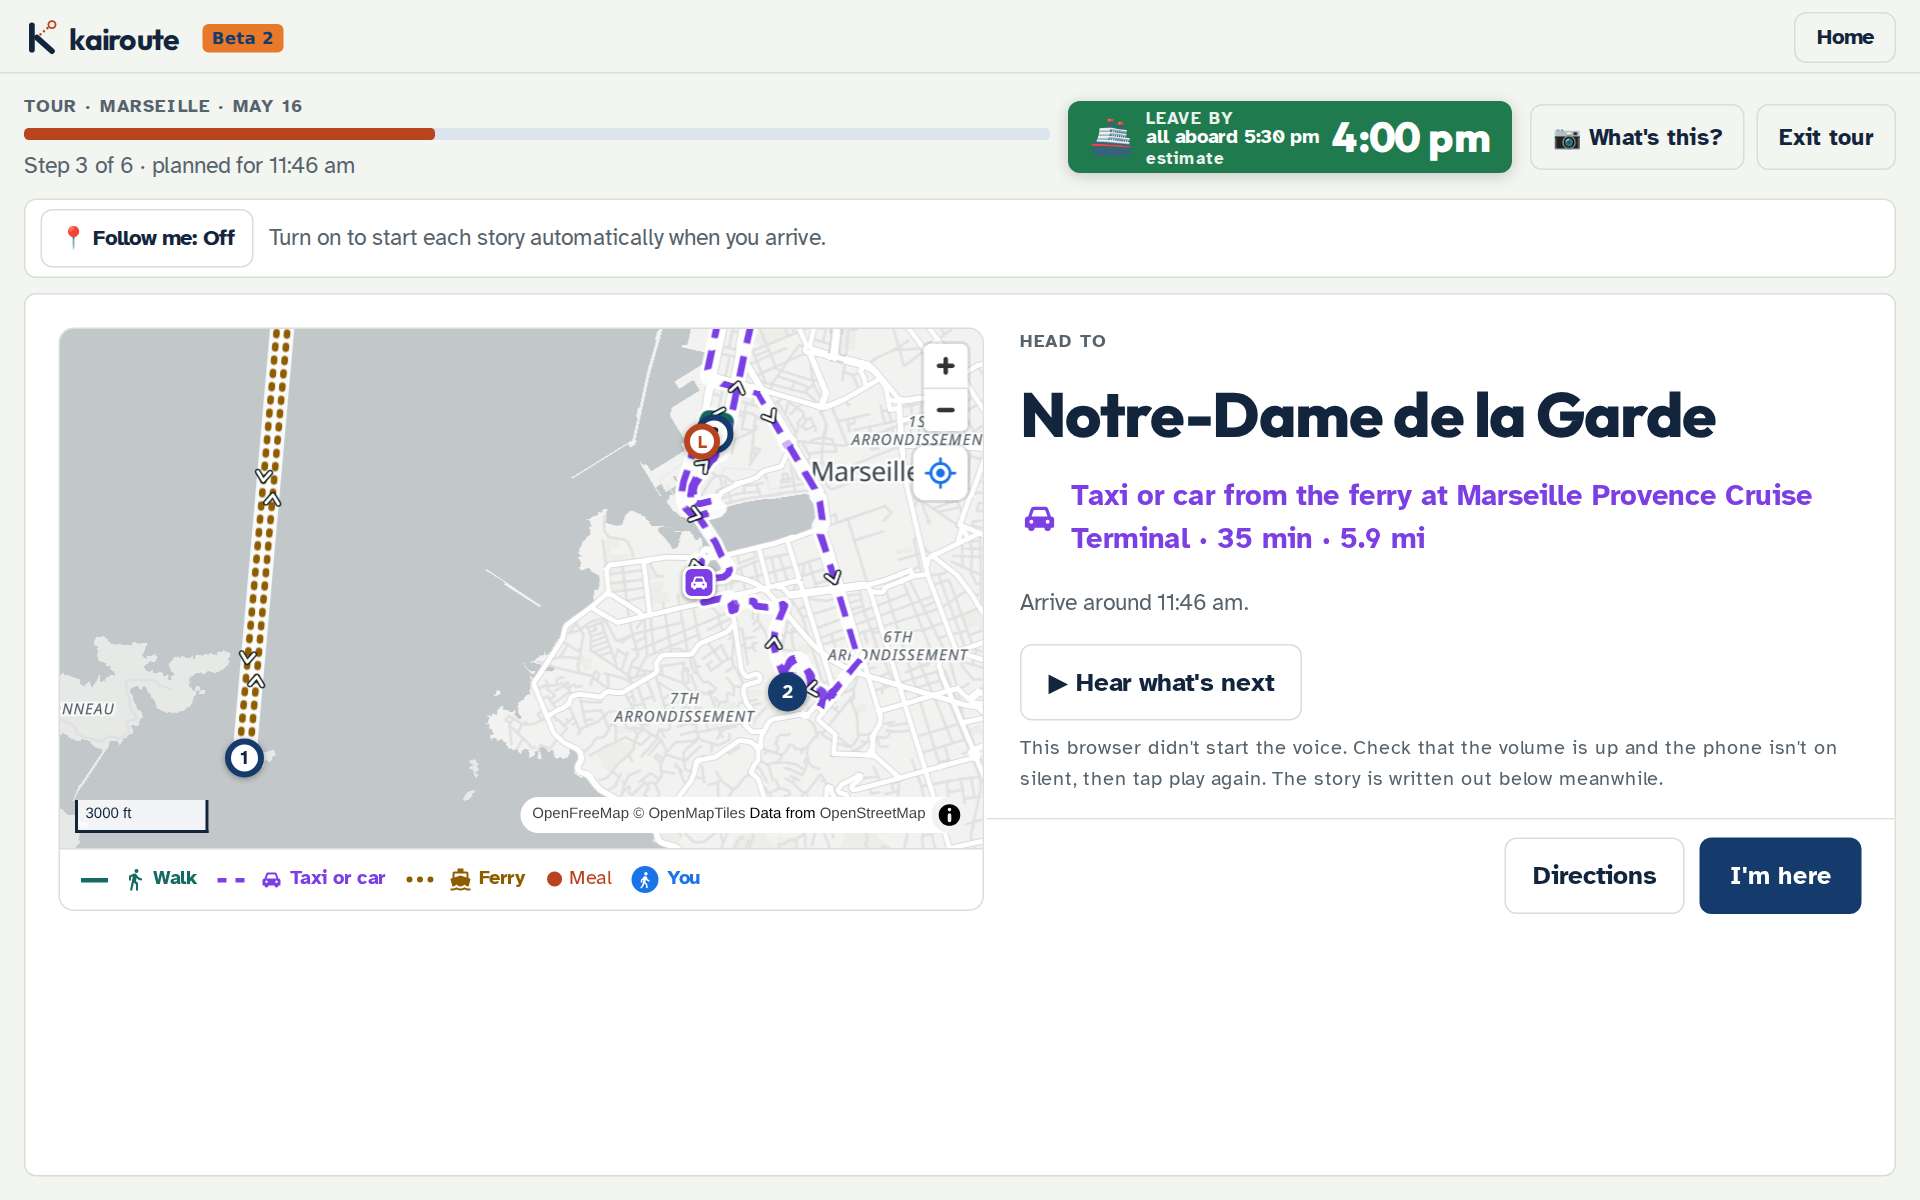 kairoute
Beta 2
Home
TOUR · MARSEILLE · MAY 16
Step 3 of 6 · planned for 11:46 am
LEAVE BY
all aboard 5:30 pm
estimate
4:00 pm
What's this?
Exit tour
Follow me: Off
Turn on to start each story automatically when you arrive.
ARRONDISSEMEN
Marseille
L
6TH
ARRONDISSEMENT
7TH
ARRONDISSEMENT
NNEAU
2
1
3000 ft
OpenFreeMap © OpenMapTiles Data from OpenStreetMap
Walk
Taxi or car
Ferry
Meal
You
HEAD TO
Notre-Dame de la Garde
Taxi or car from the ferry at Marseille Provence Cruise
Terminal · 35 min · 5.9 mi
Arrive around 11:46 am.
Hear what's next
This browser didn't start the voice. Check that the volume is up and the phone isn't on
silent, then tap play again. The story is written out below meanwhile.
Directions
I'm here